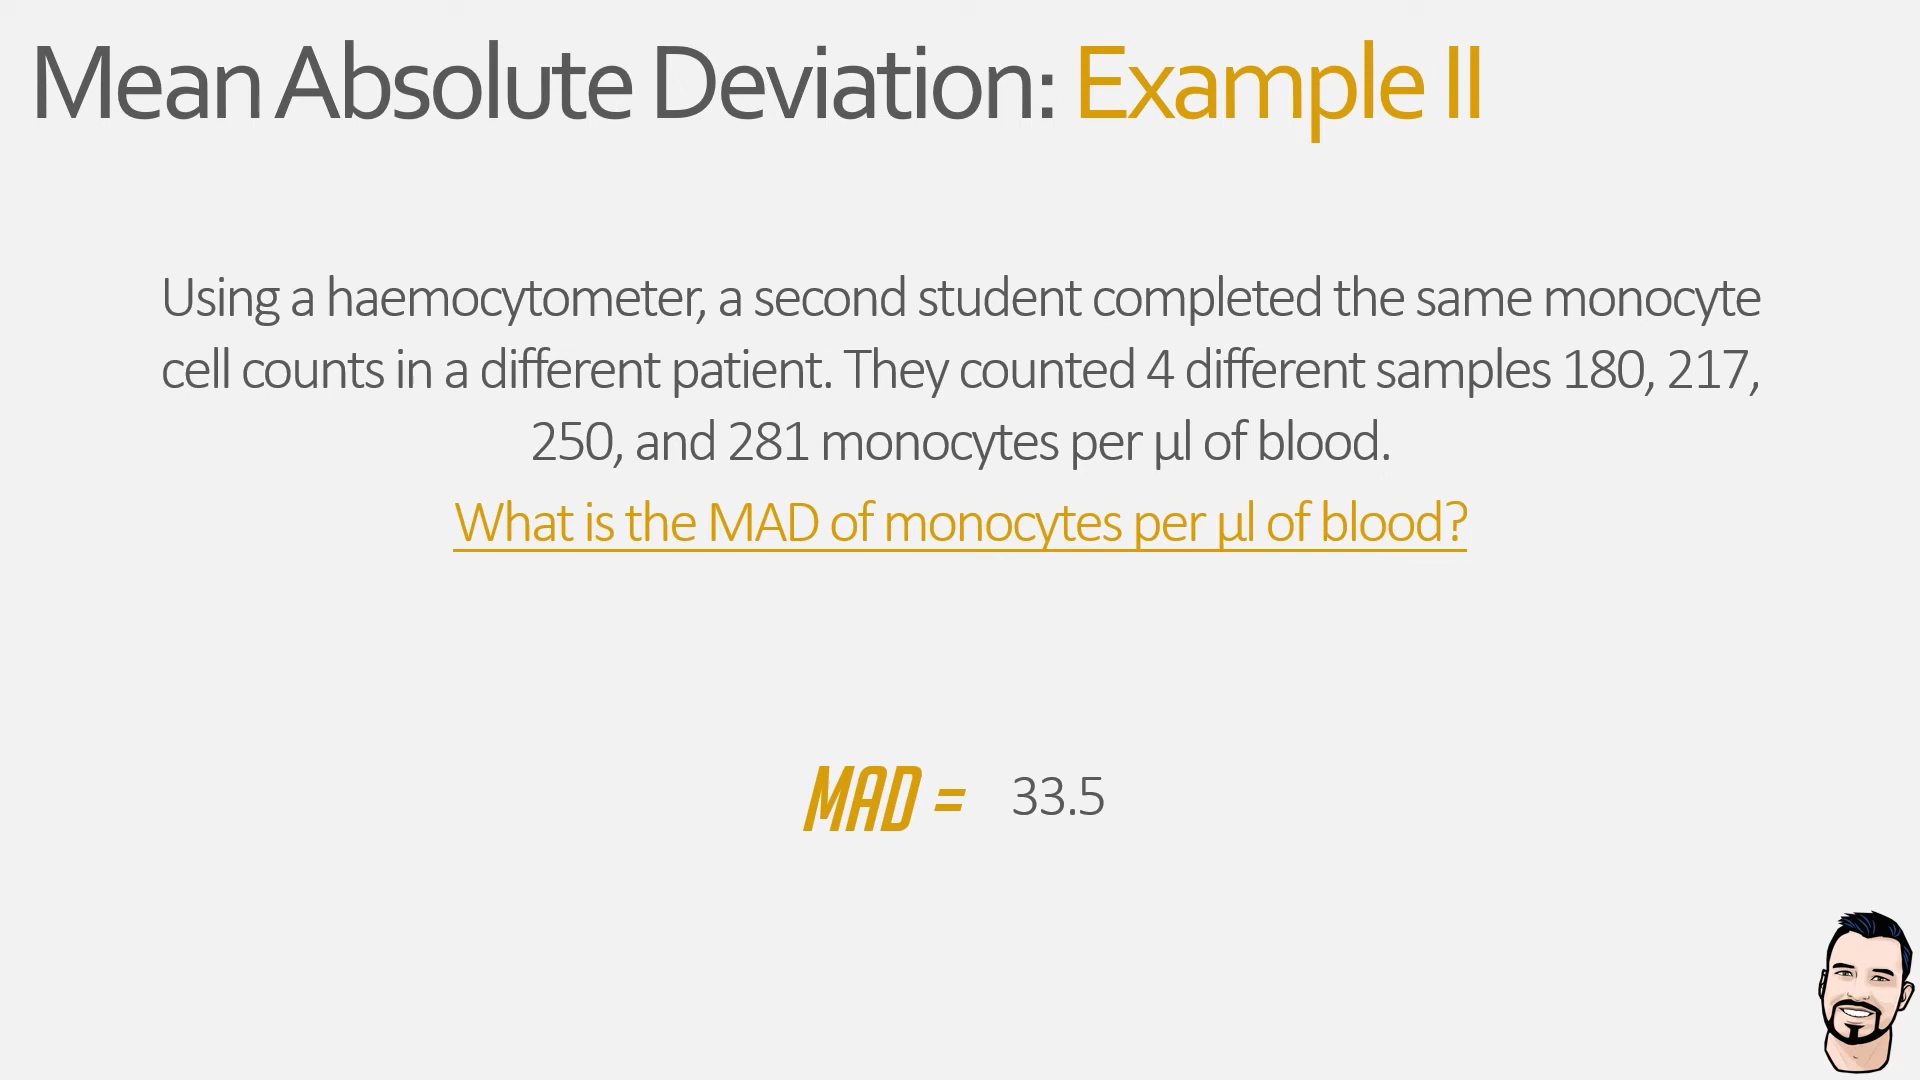 Mean Absolute Deviation: Example II
Using a haemocytometer, a second student completed the same monocyte
cell counts in a different patient. They counted 4 different samples 180, 217,
250, and 281 monocytes per µl of blood.
What is the MAD of monocytes per µl of blood?
MAD = 33.5